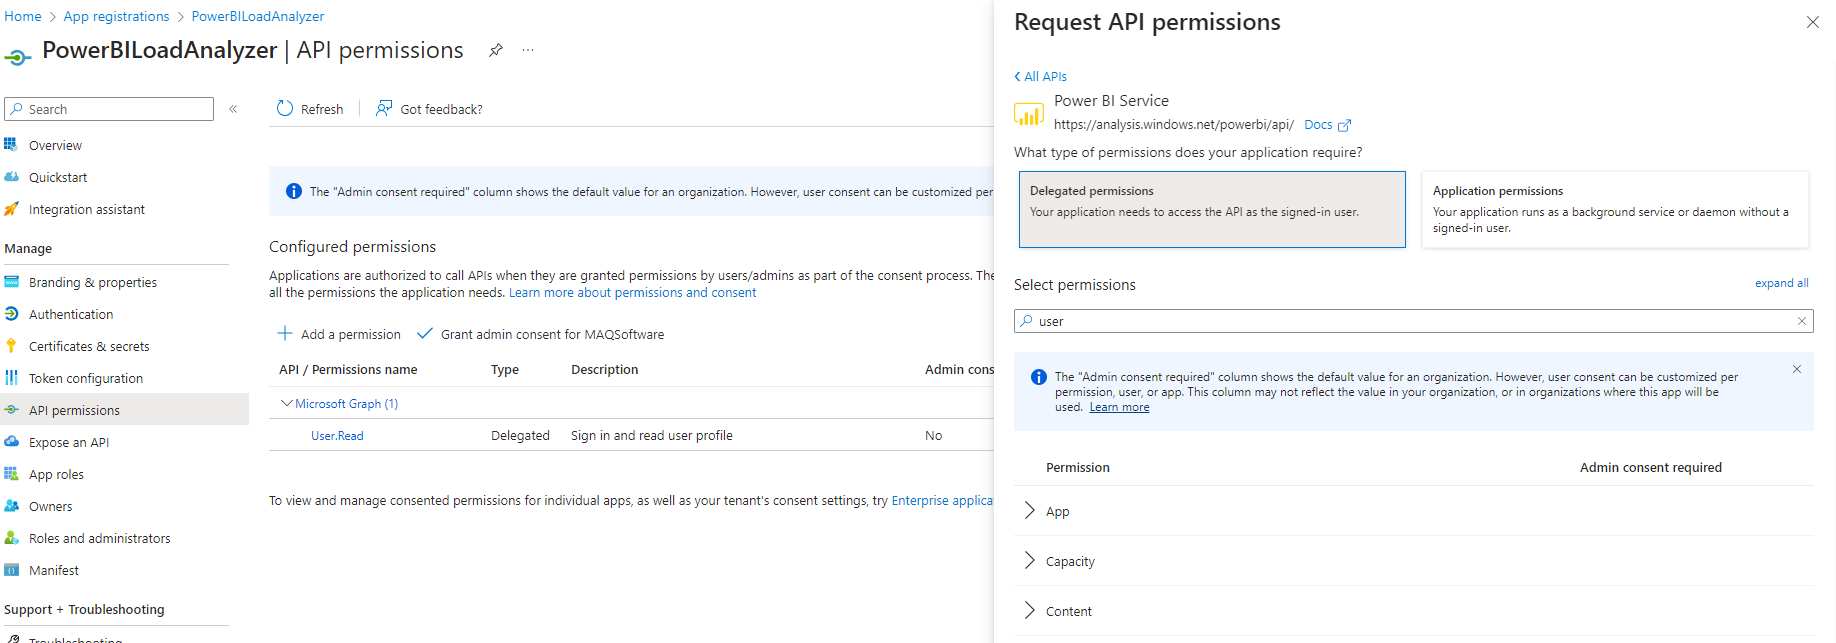 Home > App registrations > PowerBILoadAnalyzer
PowerBILoadAnalyzer | API permissions
Search
Overview
Quickstart
Integration assistant
Manage
Branding & properties
Authentication
Certificates & secrets
Token configuration
API permissions
Expose an API
App roles
Owners
Roles and administrators
Manifest
Support + Troubleshooting
Troubleshooting
Refresh
Got feedback?
The "Admin consent required" column shows the default value for an organization. However, user consent can be customized per
Configured permissions
Applications are authorized to call APIs when they are granted permissions by users/admins as part of the consent process. The
all the permissions the application needs. Learn more about permissions and consent
Add a permission
Grant admin consent for MAQSoftware
API / Permissions name Type Description Admin cons
Microsoft Graph (1)
User.Read Delegated Sign in and read user profile No
To view and manage consented permissions for individual apps, as well as your tenant's consent settings, try Enterprise applica
Request API permissions
All APIs
Power BI Service
https://analysis.windows.net/powerbi/api/ Docs
What type of permissions does your application require?
Delegated permissions
Your application needs to access the API as the signed-in user.
Application permissions
Your application runs as a background service or daemon without a
signed-in user.
Select permissions
expand all
user
The "Admin consent required" column shows the default value for an organization. However, user consent can be customized per
permission, user, or app. This column may not reflect the value in your organization, or in organizations where this app will be
used. Learn more
Permission Admin consent required
App
Capacity
Content